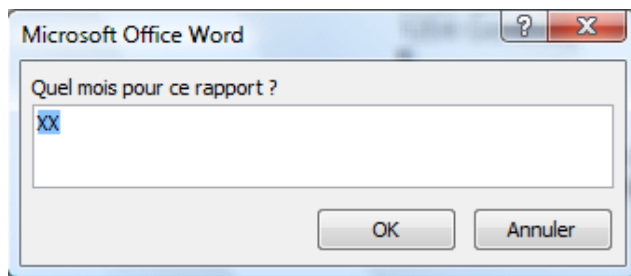 Microsoft Office Word
Quel mois pour ce rapport ?
XX
OK
Annuler